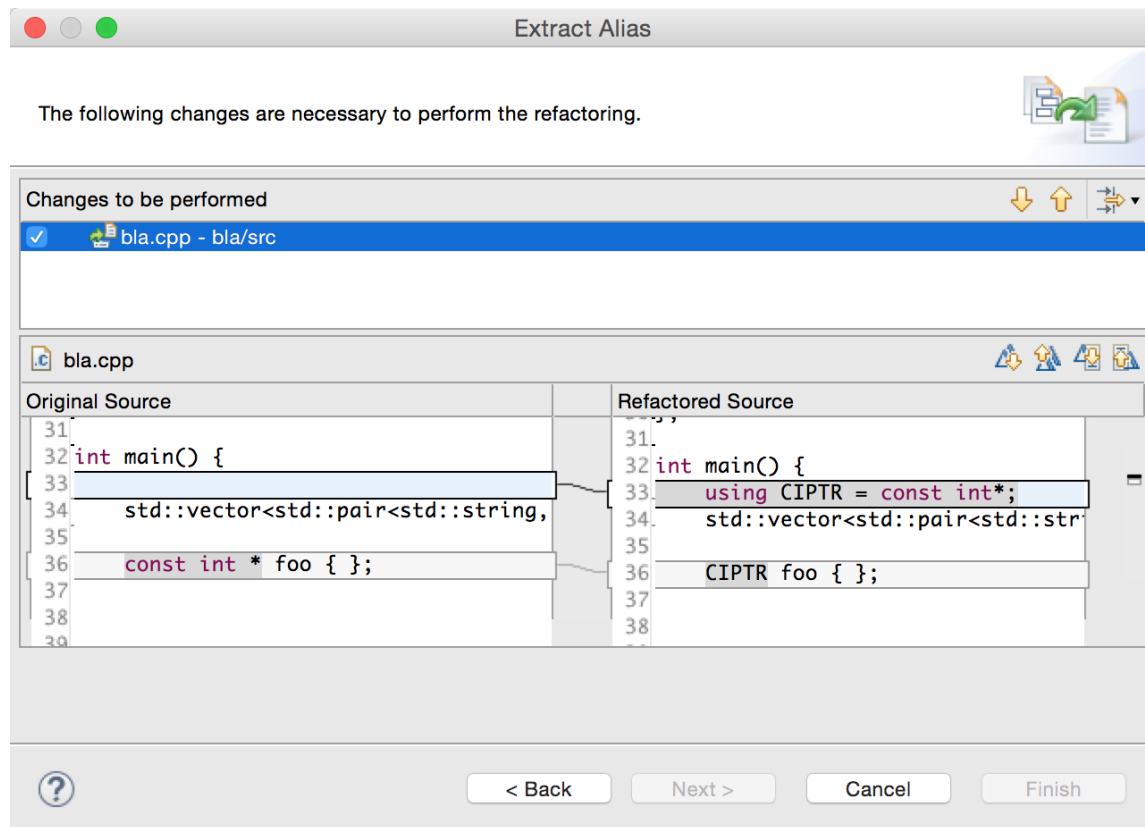 Extract Alias
The following changes are necessary to perform the refactoring.
Changes to be performed
bla.cpp - bla/src
bla.cpp
Original Source
31
32 int main() {
33
34 std::vector<std::pair<std::string,
35
36 const int * foo { };
37
38
39
Refactored Source
31
32 int main() {
33 using CIPTR = const int*;
34 std::vector<std::pair<std::str
35
36 CIPTR foo { };
37
38
< Back
Next >
Cancel
Finish